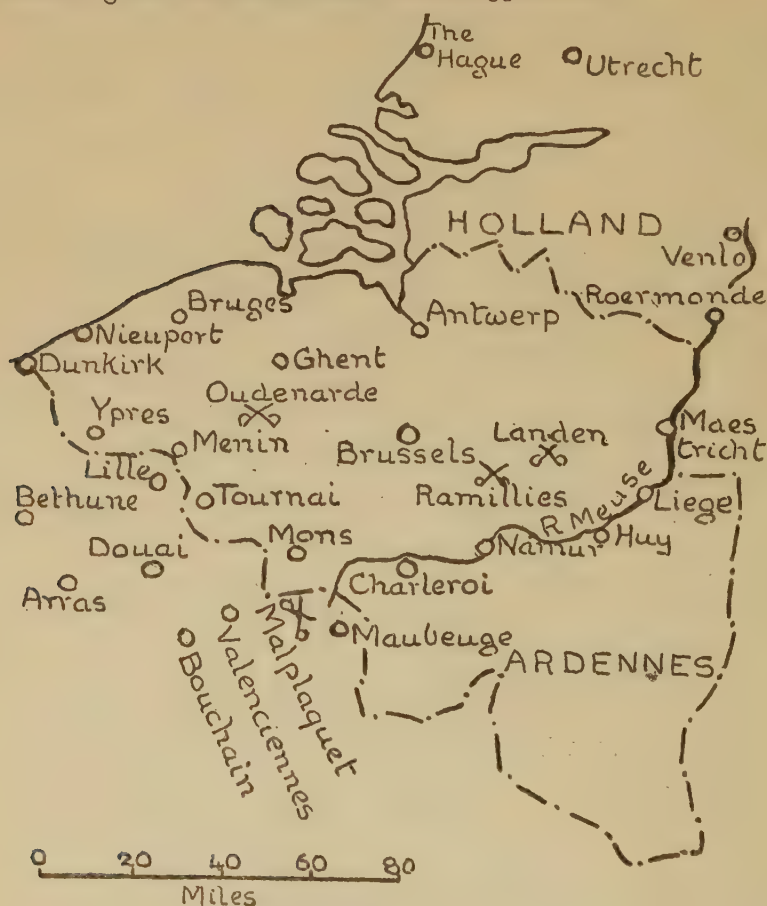 The
Hague
Utrecht
HOLLAND
Venlo
Roermonde
Bruges
Antwerp
Nieuport
Dunkirk
Ghent
Oudenarde
Ypres
Menin
Brussels
Landen
Maes
tricht
Lille
Ramillies
R Meuse
Liege
Bethune
Tournai
Mons
Namur
Huy
Douai
Charleroi
Arras
Malplaquet
Maubeuge
Valenciennes
ARDENNES
Bouchain
0 20 40 60 80
Miles